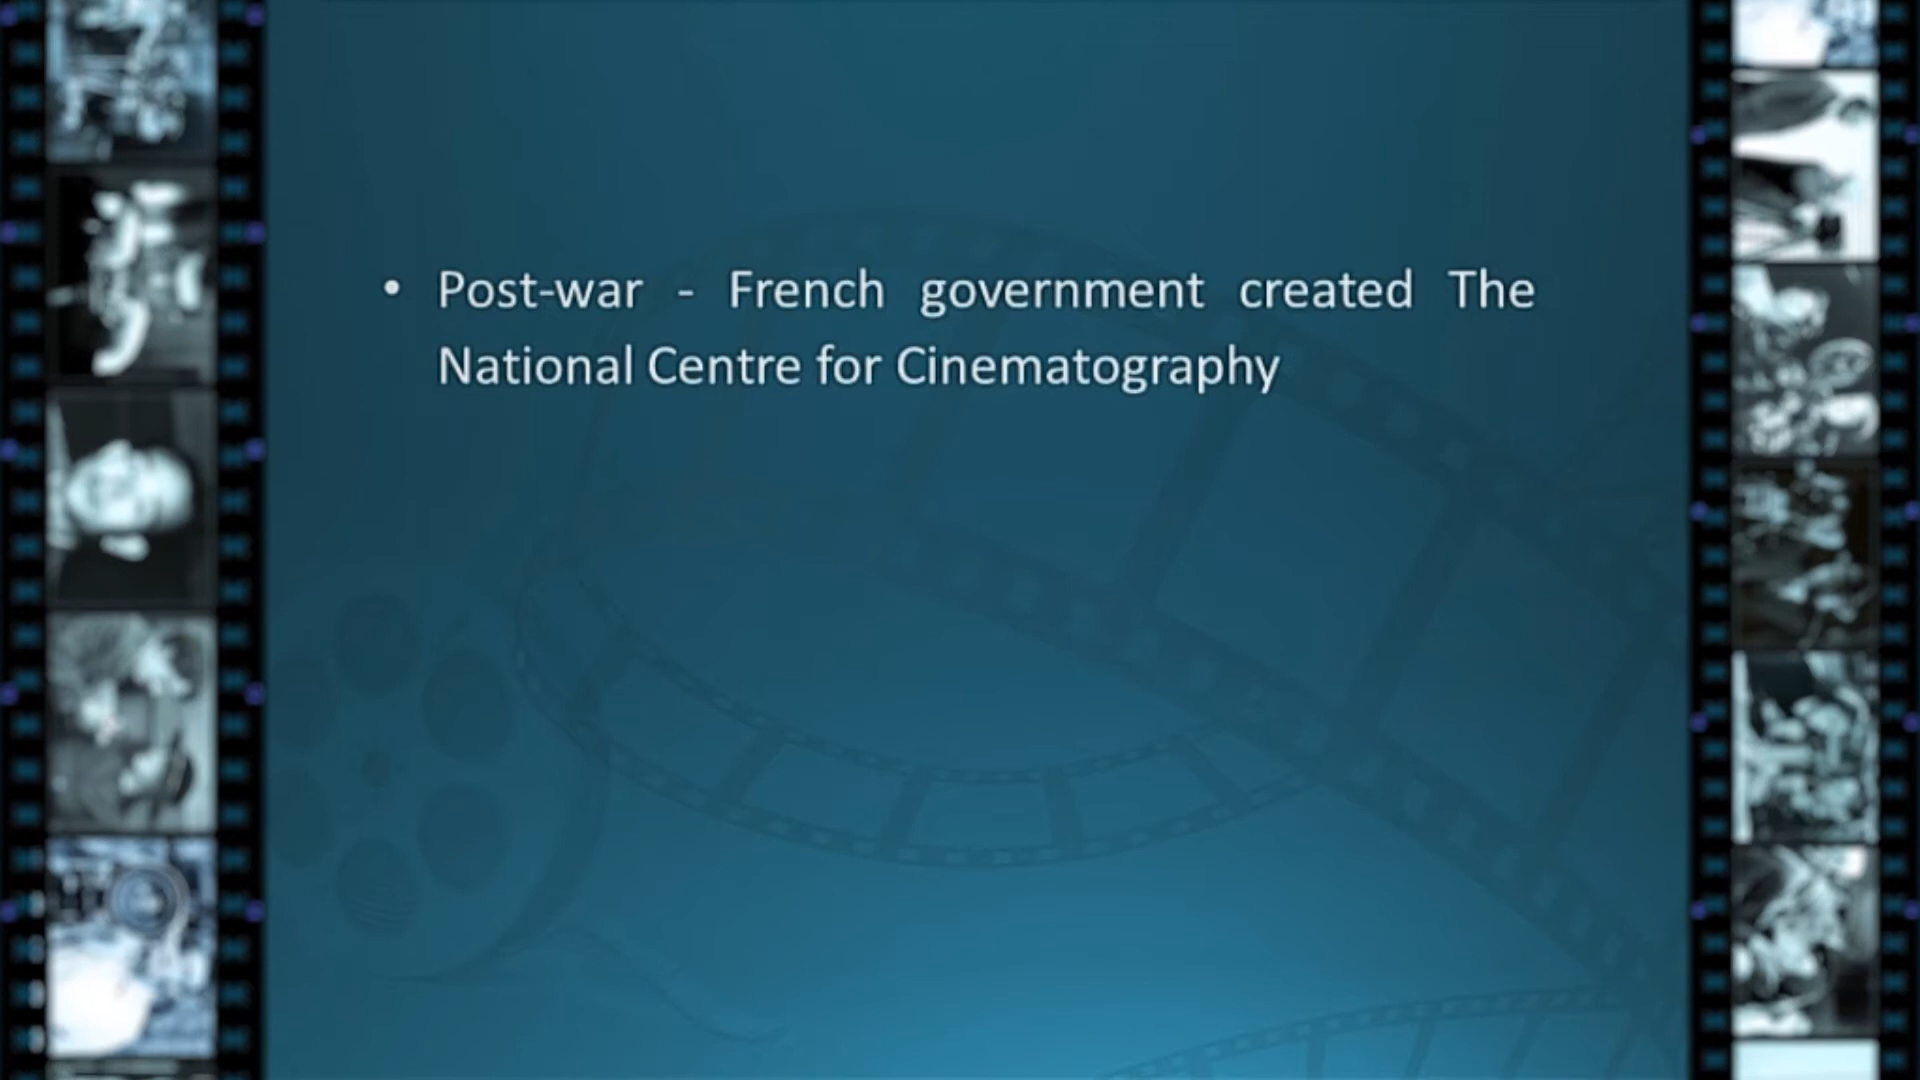 • Post-war - French government created The
National Centre for Cinematography